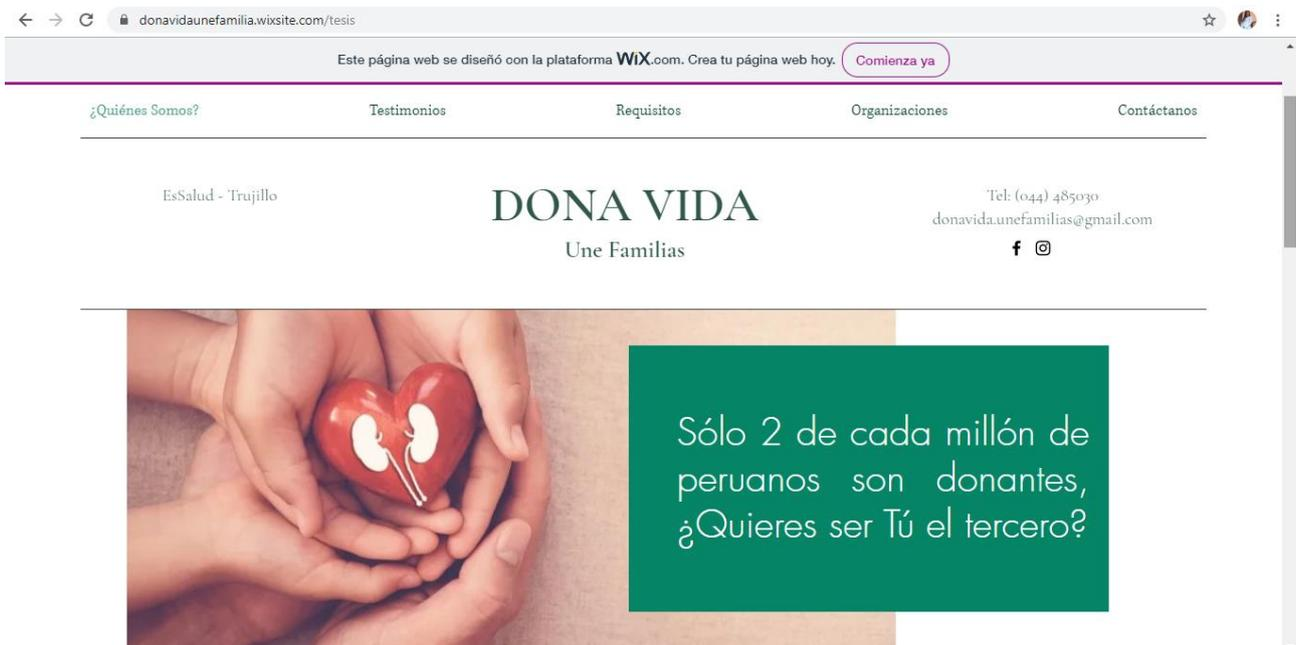 donavidaunefamilia.wixsite.com/tesis
Este página web se diseñó con la plataforma WiX.com. Crea tu página web hoy. Comienza ya
¿Quiénes Somos? Testimonios Requisitos Organizaciones Contáctanos
EsSalud - Trujillo
DONA VIDA
Une Familias
Tel: (044) 485030
donavida.unefamilias@gmail.com
Sólo 2 de cada millón de
peruanos son donantes,
¿Quieres ser Tú el tercero?